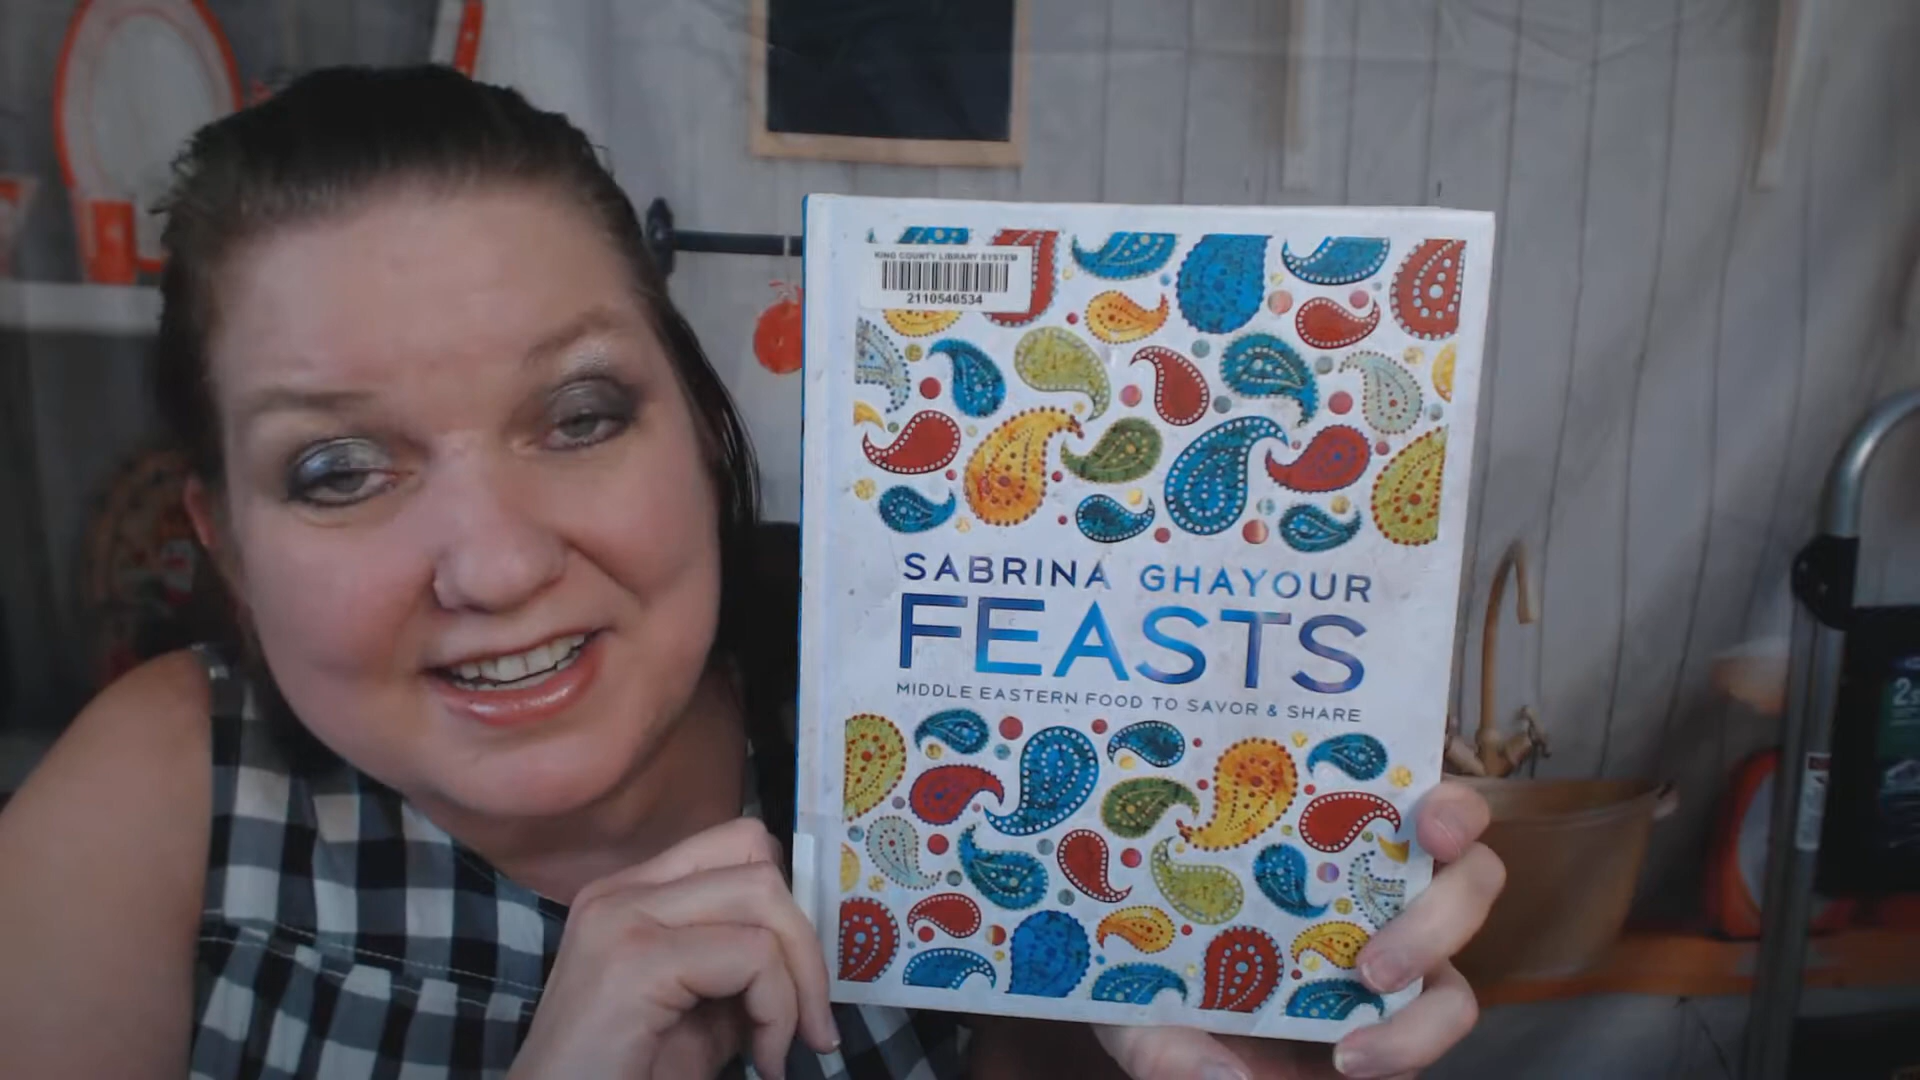 KING COUNTY LIBRARY SYSTEM
2110546534
SABRINA GHAYOUR
FEASTS
MIDDLE EASTERN FOOD TO SAVOR & SHARE